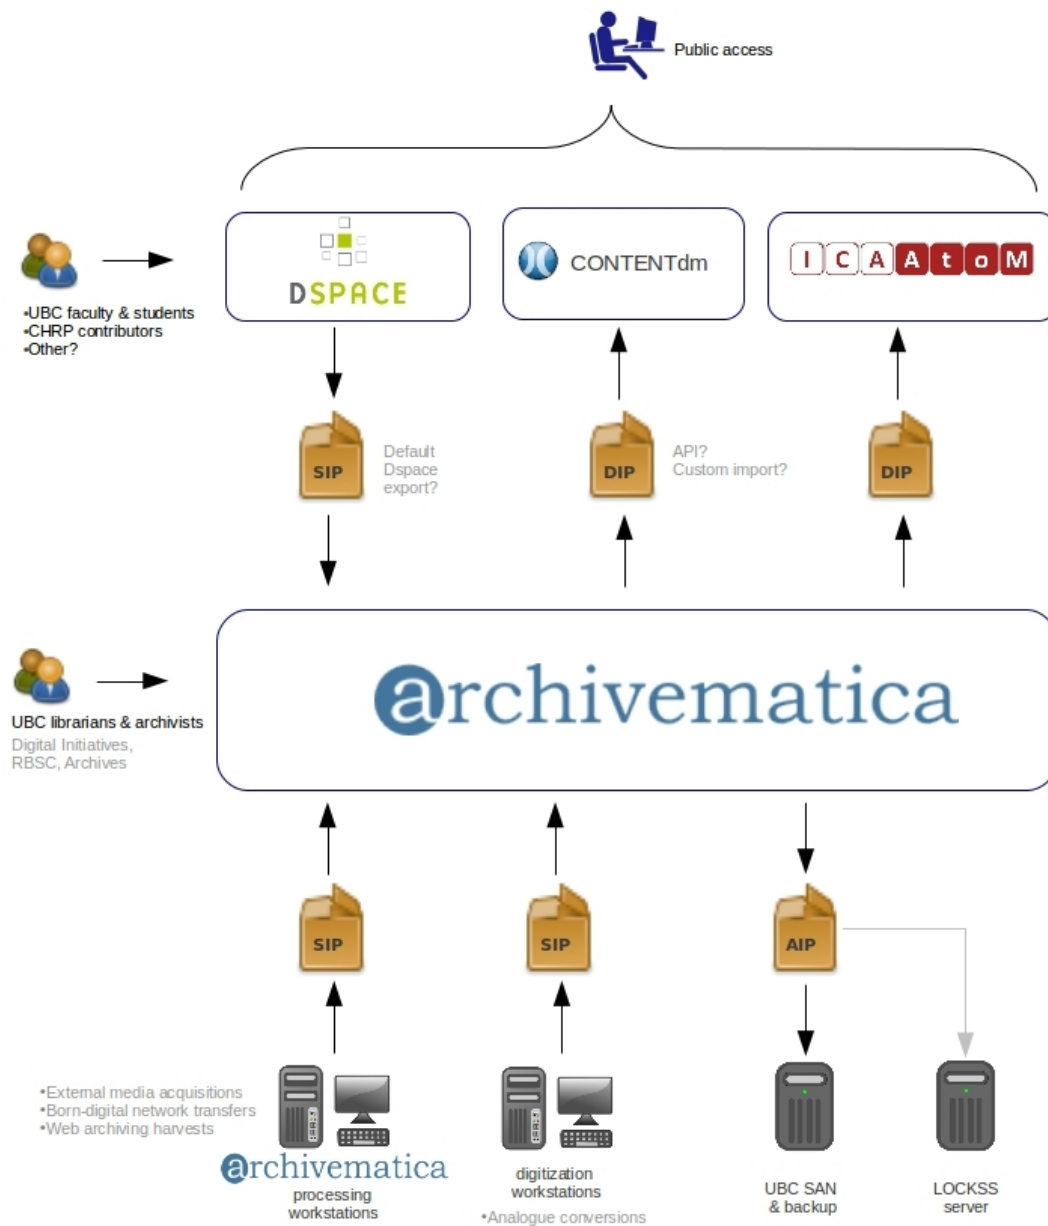 Public access
DSPACE
CONTENTdm
ICAAtoM
•UBC faculty & students
•CHRP contributors
•Other?
SIP
Default
Dspace
export?
DIP
API?
Custom import?
DIP
archivematica
UBC librarians & archivists
Digital Initiatives,
RBSC, Archives
SIP
SIP
AIP
•External media acquisitions
•Born-digital network transfers
•Web archiving harvests
archivematica
processing
workstations
digitization
workstations
•Analogue conversions
UBC SAN
& backup
LOCKSS
server